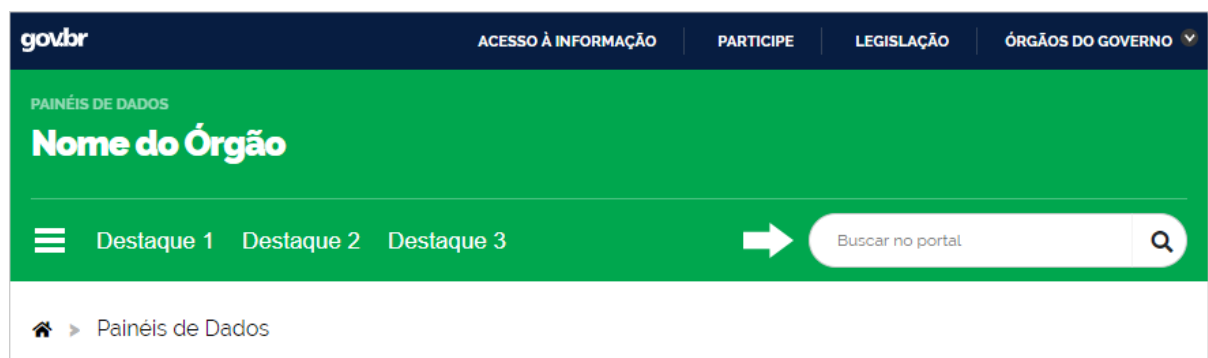 gov.br ACESSO À INFORMAÇÃO PARTICIPE LEGISLAÇÃO ÓRGÃOS DO GOVERNO
PAINÉIS DE DADOS
Nome do Órgão
Destaque 1 Destaque 2 Destaque 3 Buscar no portal
> Painéis de Dados